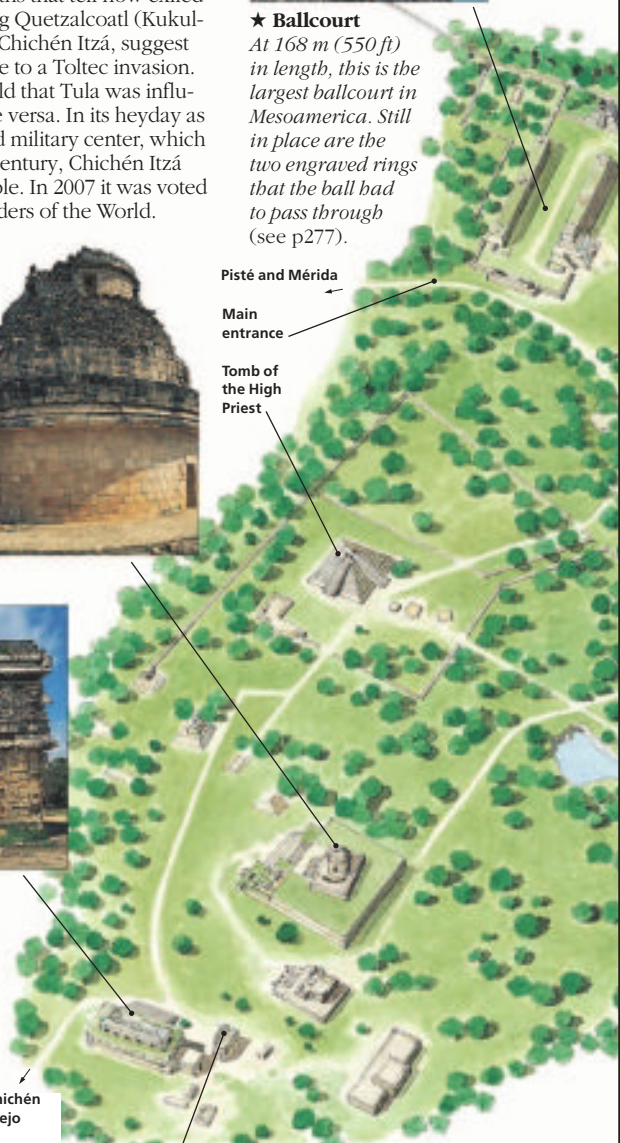 that tell how exiled
g Quetzalcoatl (Kukul-
Chichén Itzá, suggest
e to a Toltec invasion.
ld that Tula was influ-
e versa. In its heyday as
d military center, which
entury, Chichén Itzá
ple. In 2007 it was voted
ders of the World.
★ Ballcourt
At 168 m (550 ft)
in length, this is the
largest ballcourt in
Mesoamerica. Still
in place are the
two engraved rings
that the ball had
to pass through
(see p277).
Pisté and Mérida
Main
entrance
Tomb of
the High
Priest
hichén
ejo